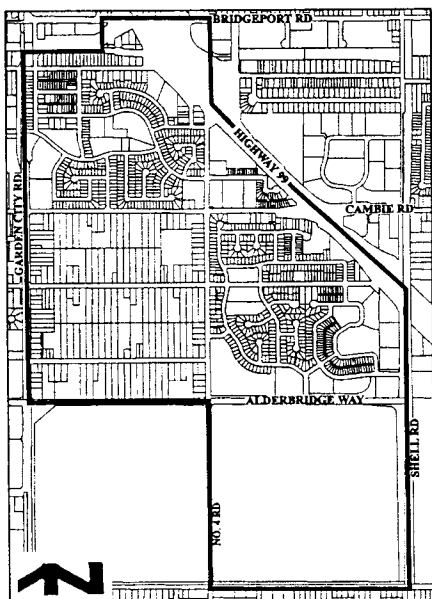 BRIDGEPORT RD
HIGHWAY 99
GARDEN CITY RD
CAMBIE RD
ALDERBRIDGE WAY
SHELL RD
NO. 4 RD